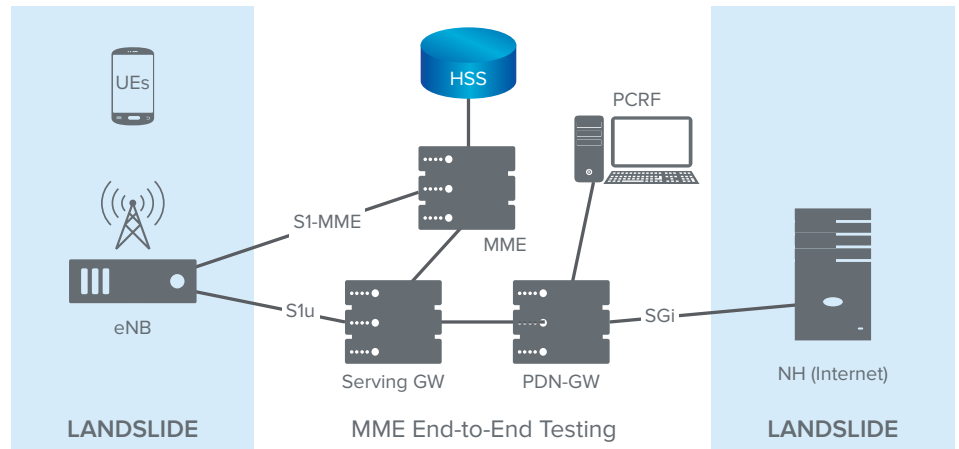 UEs
HSS
PCRF
S1-MME
MME
S1u
SGi
eNB
Serving GW
PDN-GW
NH (Internet)
LANDSLIDE
MME End-to-End Testing
LANDSLIDE